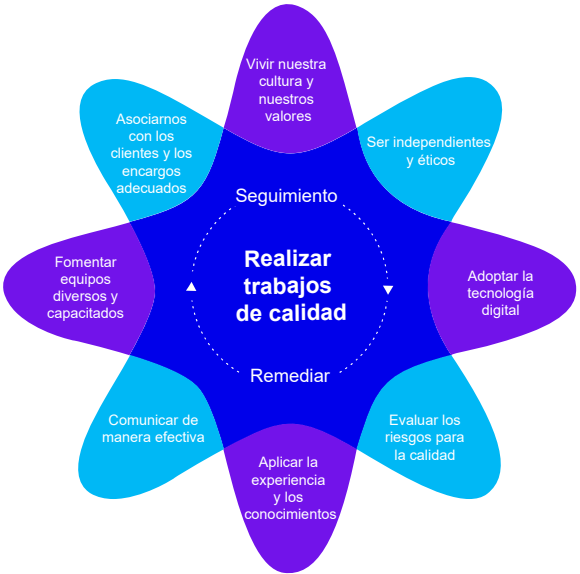 Vivir nuestra
cultura y
nuestros
valores
Ser independientes
y éticos
Adoptar la
tecnología
digital
Evaluar los
riesgos para
la calidad
Aplicar la
experiencia
y los
conocimientos
Comunicar de
manera efectiva
Fomentar
equipos
diversos y
capacitados
Asociarnos
con los
clientes y los
encargos
adecuados
Seguimiento
Realizar
trabajos
de calidad
Remediar